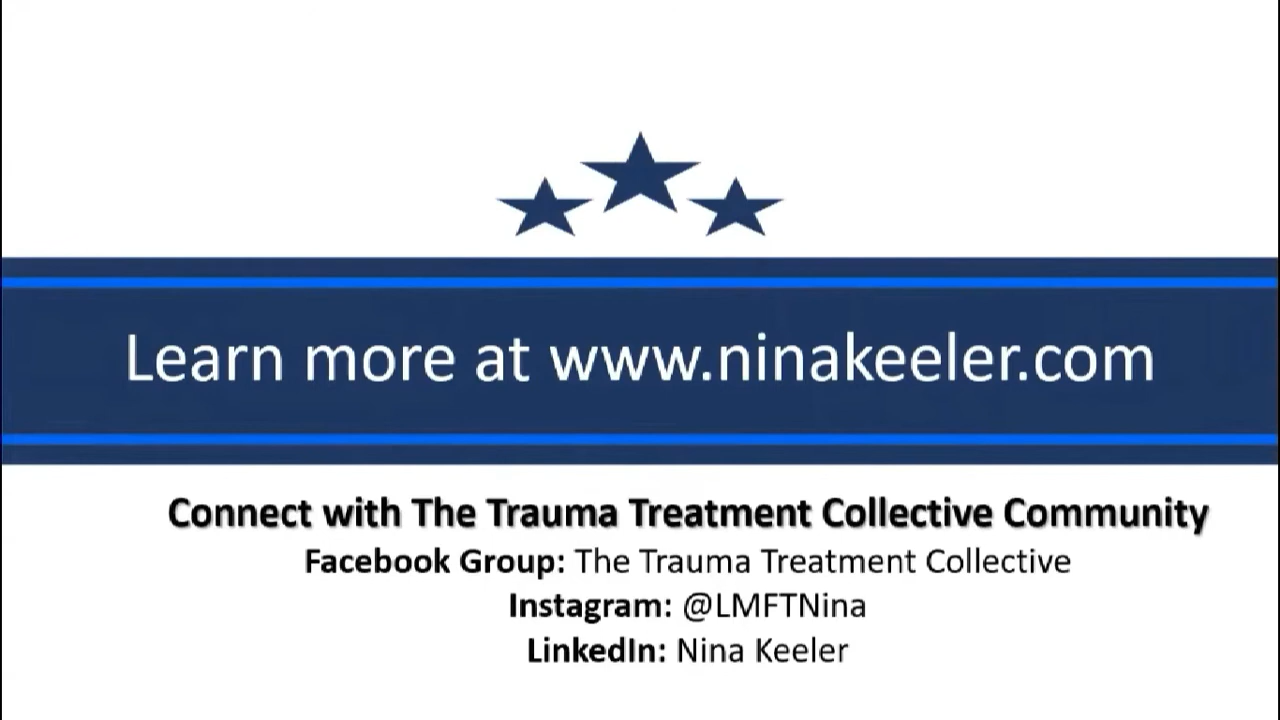 Learn more at www.ninakeeler.com
Connect with The Trauma Treatment Collective Community
Facebook Group: The Trauma Treatment Collective
Instagram: @LMFTNina
LinkedIn: Nina Keeler